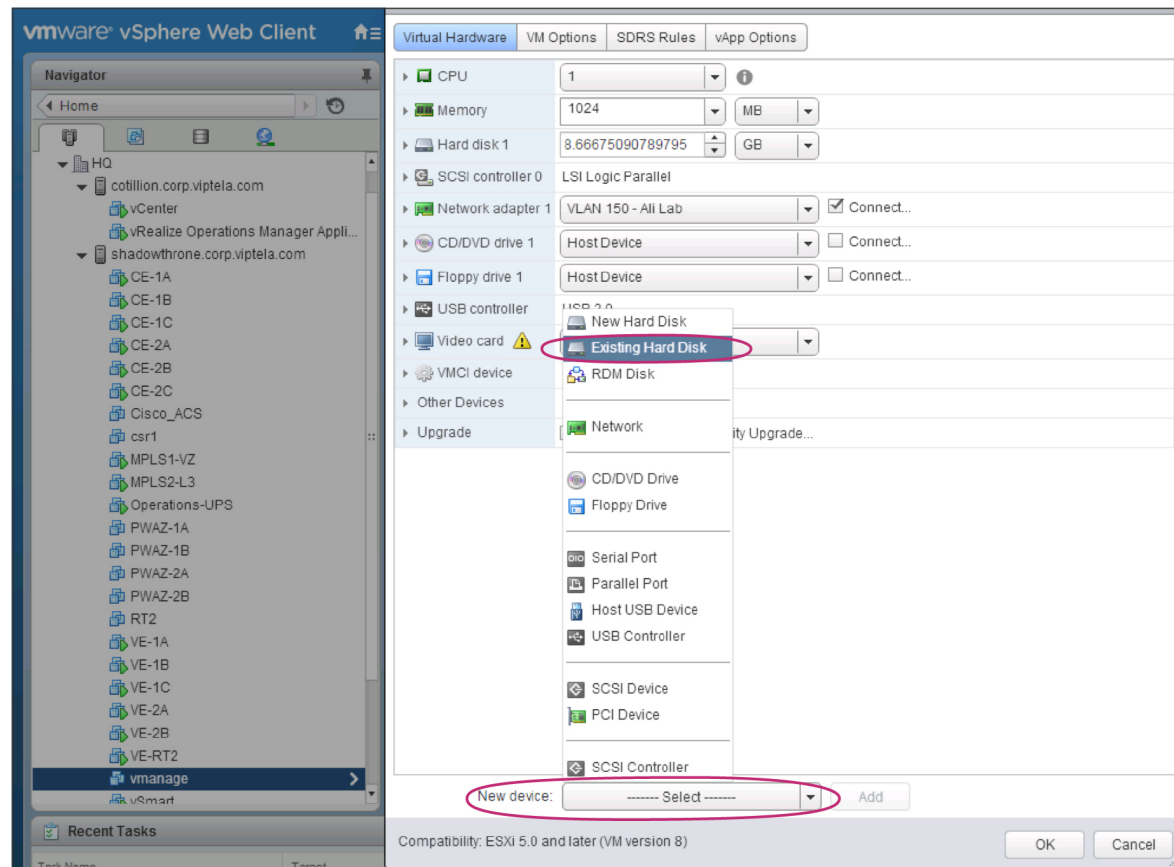 vmware® vSphere Web Client
Navigator
Home
HQ
cotillion.corp.viptela.com
vCenter
vRealize Operations Manager Appli...
shadowthrone.corp.viptela.com
CE-1A
CE-1B
CE-1C
CE-2A
CE-2B
CE-2C
Cisco_ACS
csr1
MPLS1-VZ
MPLS2-L3
Operations-UPS
PWAZ-1A
PWAZ-1B
PWAZ-2A
PWAZ-2B
RT2
VE-1A
VE-1B
VE-1C
VE-2A
VE-2B
VE-RT2
vmanage
vSmart
Recent Tasks
Task Name Target
Virtual Hardware VM Options SDRS Rules vApp Options
CPU 1
Memory 1024 MB
Hard disk 1 8.66675090789795 GB
SCSI controller 0 LSI Logic Parallel
Network adapter 1 VLAN 150 - Ali Lab Connect...
CD/DVD drive 1 Host Device Connect...
Floppy drive 1 Host Device Connect...
USB controller USB 2.0
Video card
VMCI device
Other Devices
Upgrade ity Upgrade...
New Hard Disk
Existing Hard Disk
RDM Disk
Network
CD/DVD Drive
Floppy Drive
Serial Port
Parallel Port
Host USB Device
USB Controller
SCSI Device
PCI Device
SCSI Controller
New device: ------- Select ------- Add
Compatibility: ESXi 5.0 and later (VM version 8)
OK Cancel